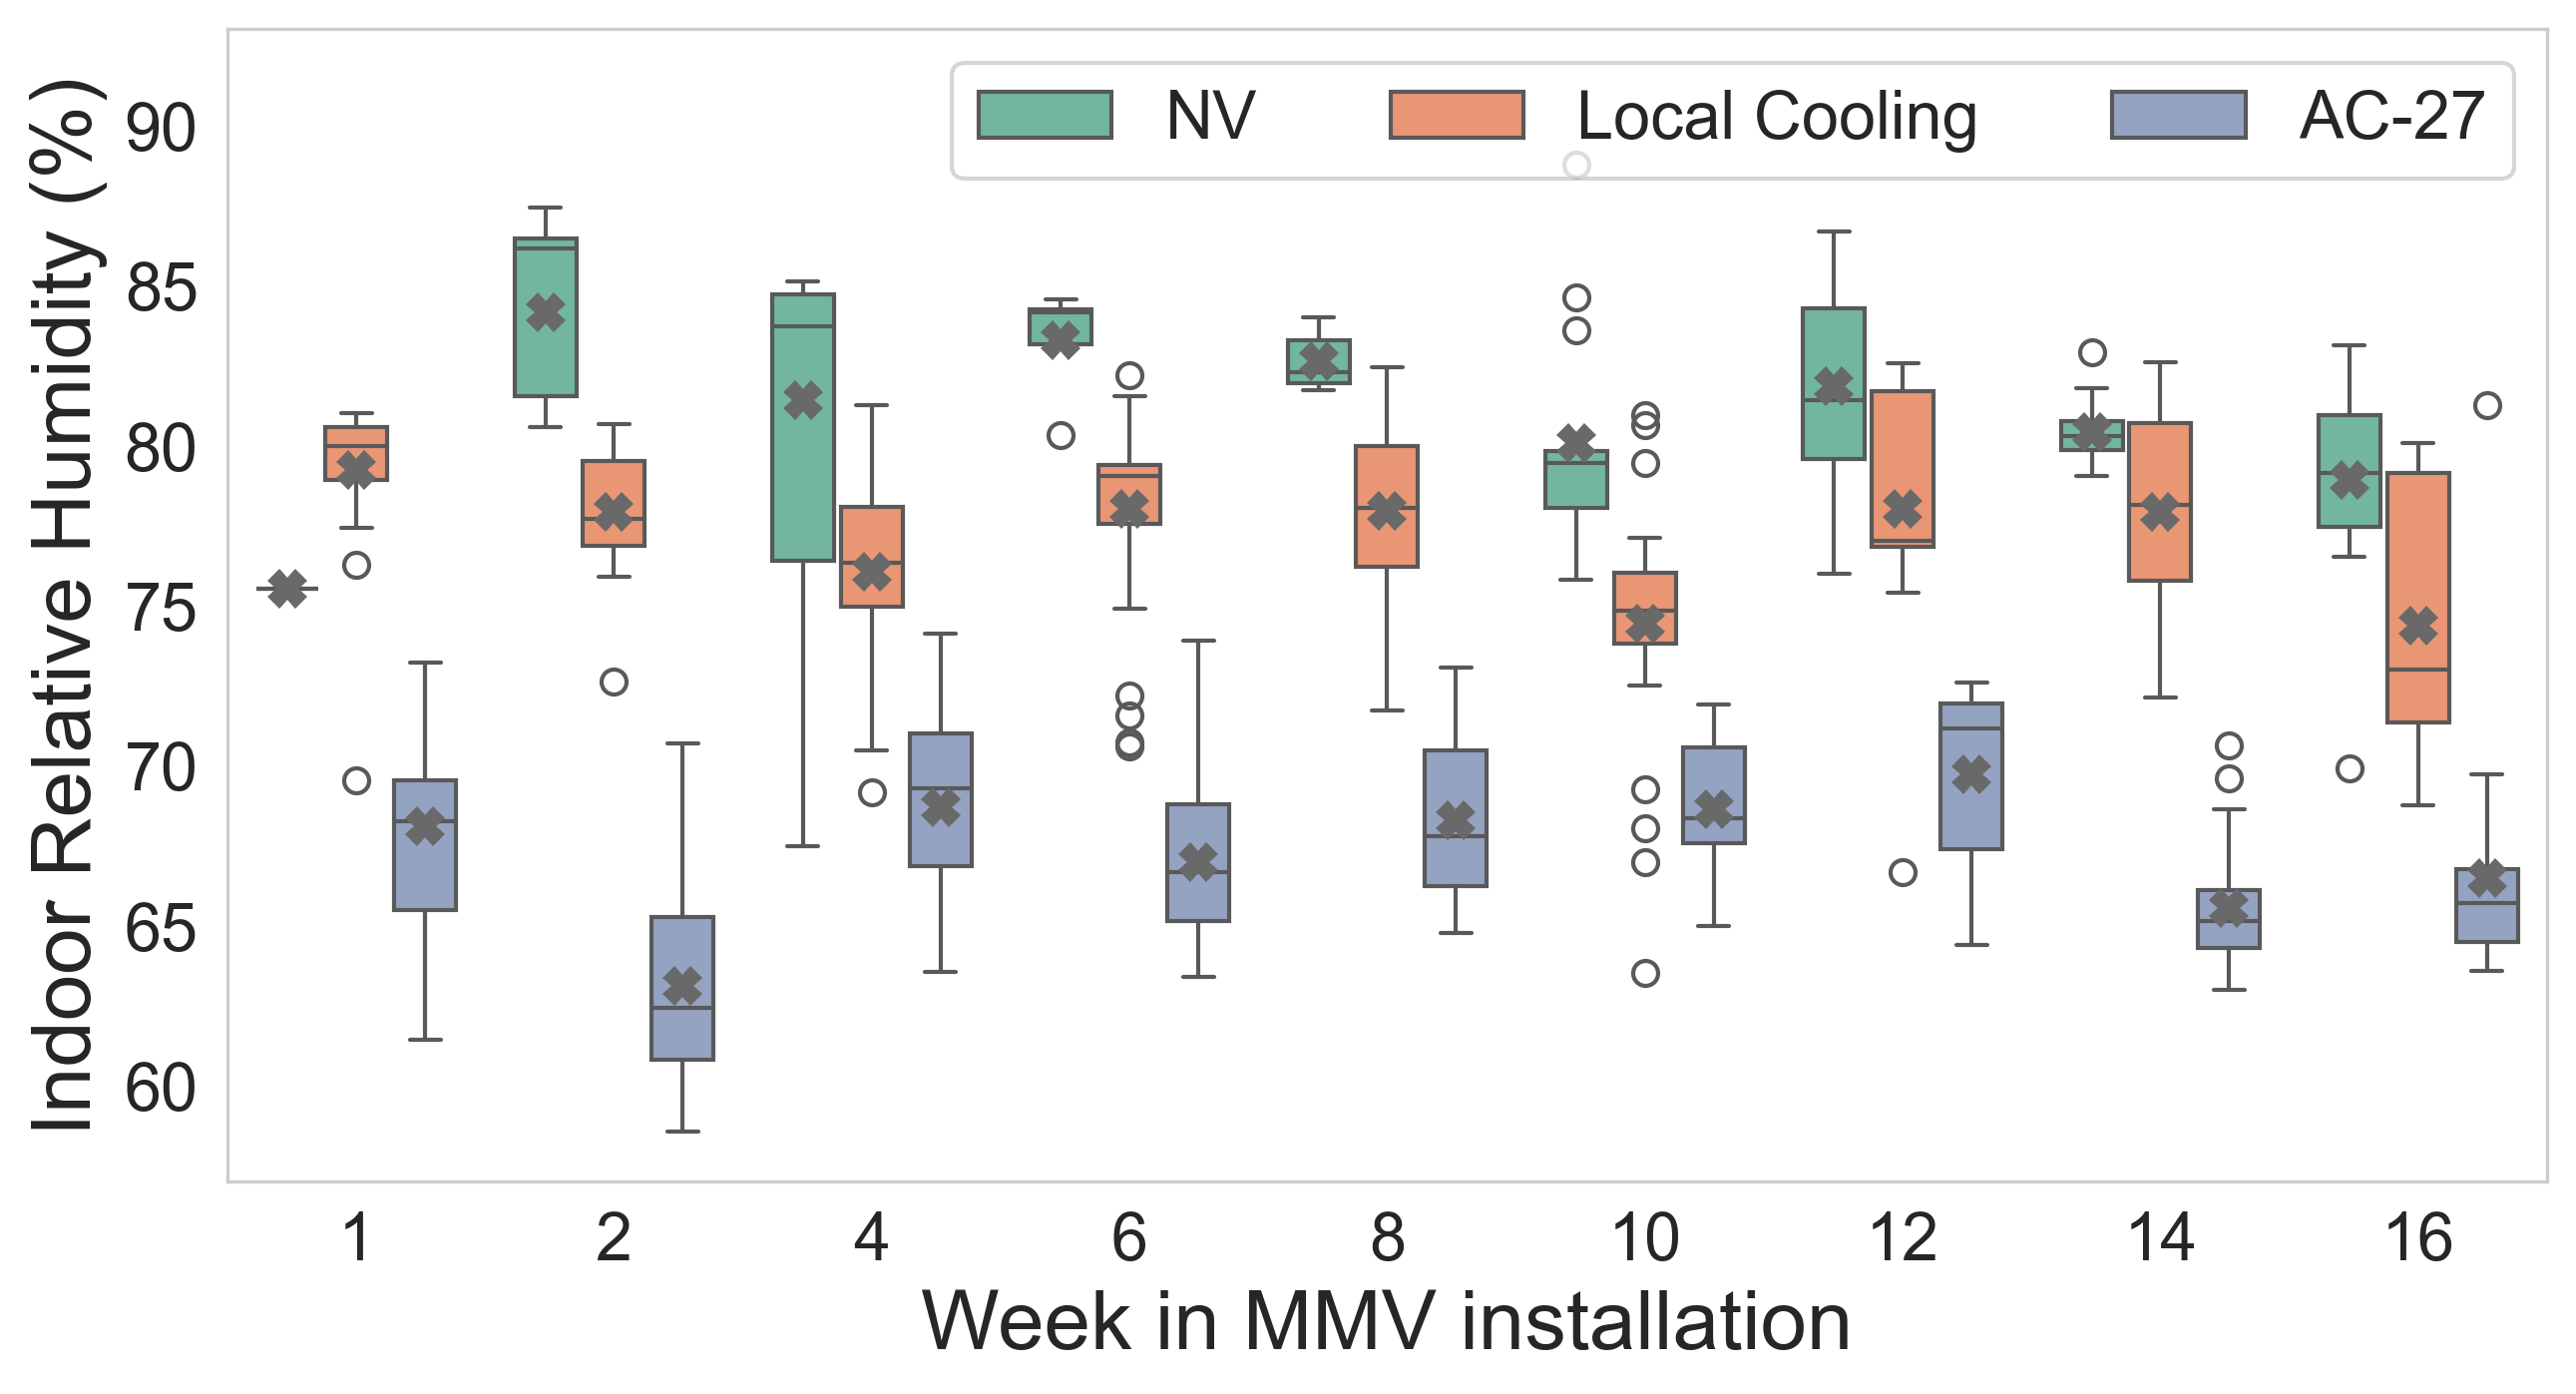 Indoor Relative Humidity (%)
90
85
80
75
70
65
60
NV Local Cooling AC-27
1 2 4 6 8 10 12 14 16
Week in MMV installation